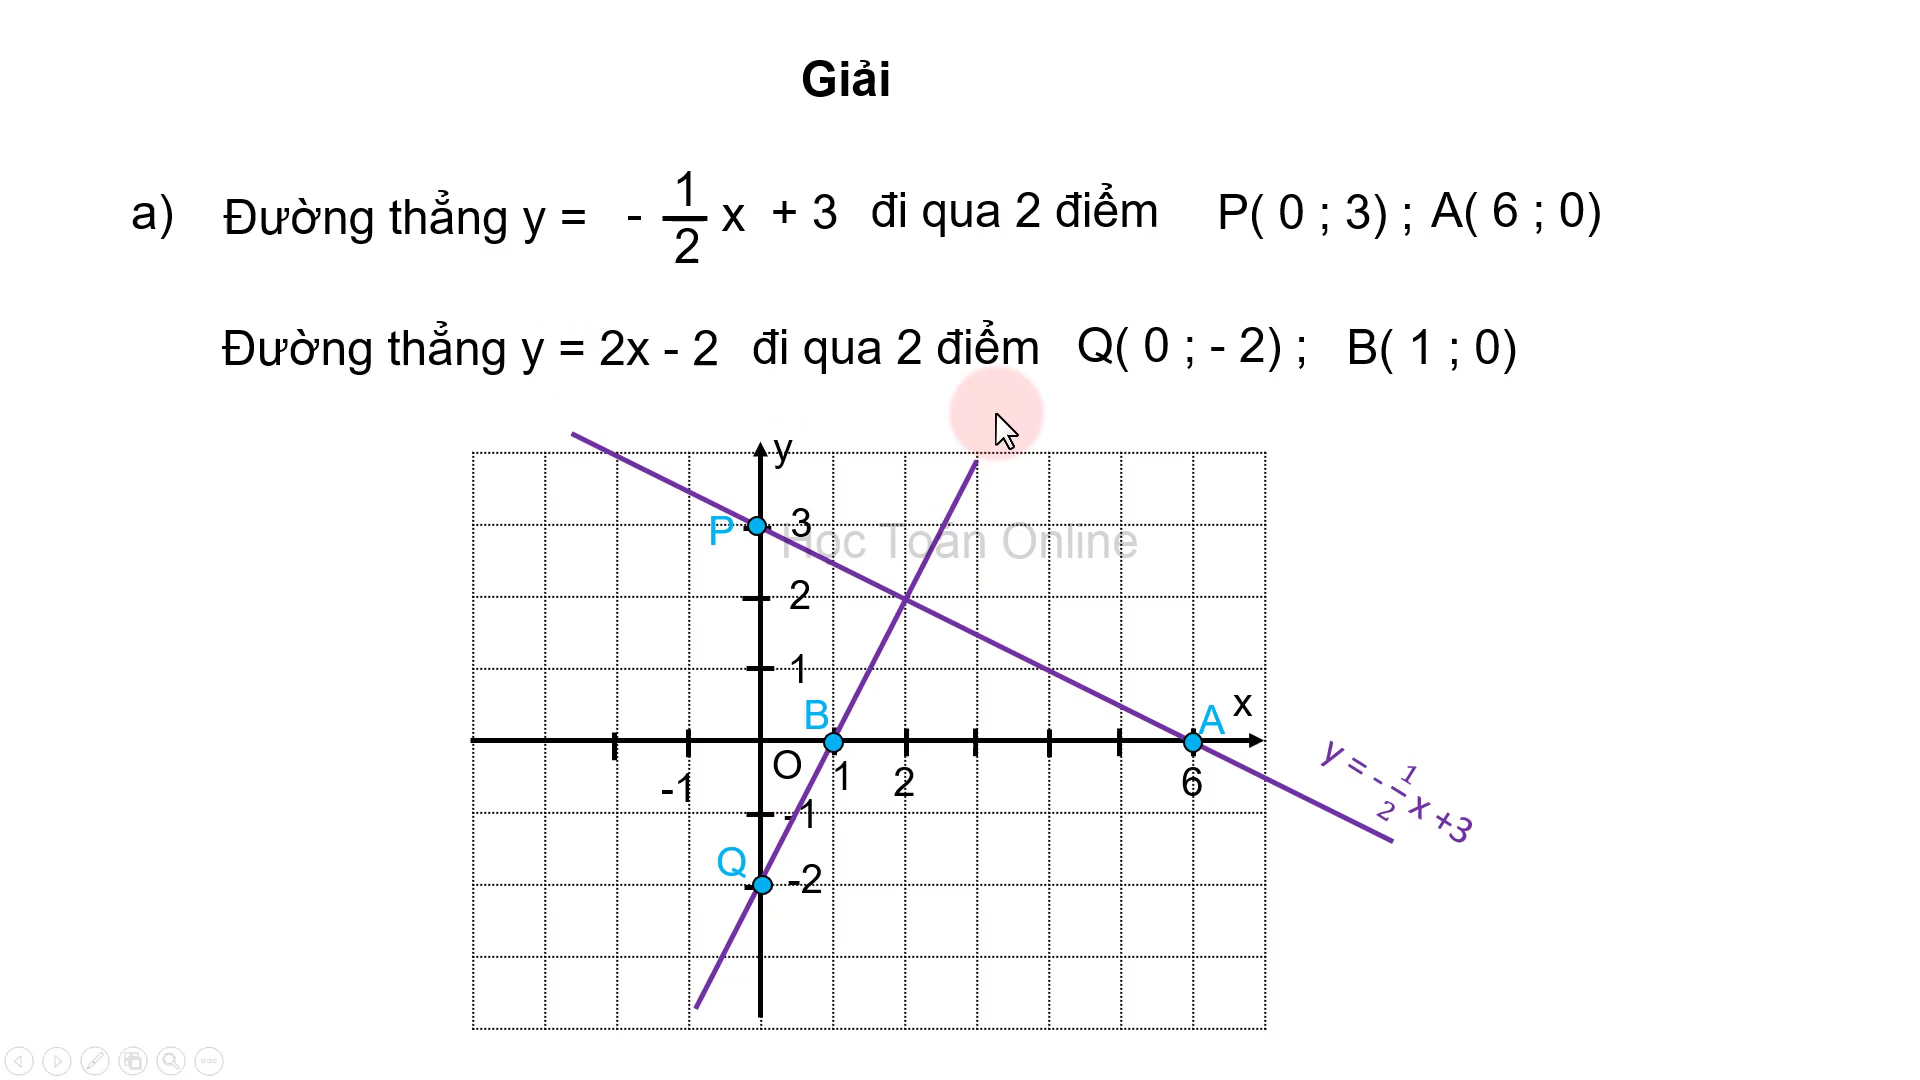 Giải
a) Đường thẳng y = - 1/2 x + 3 đi qua 2 điểm P( 0 ; 3) ; A( 6 ; 0)
Đường thẳng y = 2x - 2 đi qua 2 điểm Q( 0 ; - 2) ; B( 1 ; 0)
y
P 3
Học Toán Online
2
1
B A x
O
-1 1 2 6
y = - 1/2 x +3
-1
Q -2